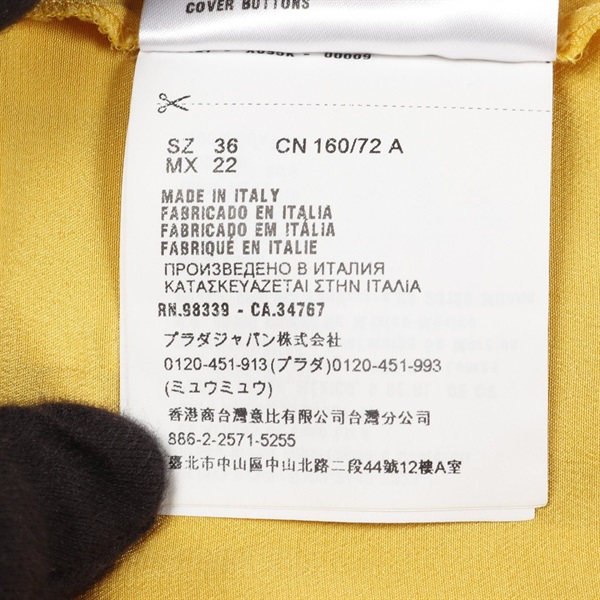 COVER BUTTONS
SZ 36 CN 160/72 A
MX 22
MADE IN ITALY
FABRICADO EN ITALIA
FABRICADO EM ITÁLIA
FABRIQUÉ EN ITALIE
ПРОИЗВЕДЕНО В ИТАЛИЯ
ΚΑΤΑΣΚΕΥΑΖΕΤΑΙ ΣΤΗΝ ΙΤΑΛΙΑ
RN.98339 - CA.34767
プラダジャパン株式会社
0120-451-913(プラダ)0120-451-993
(ミュウミュウ)
香港商台灣意比有限公司台灣分公司
886-2-2571-5255
臺北市中山區中山北路二段44號12樓A室